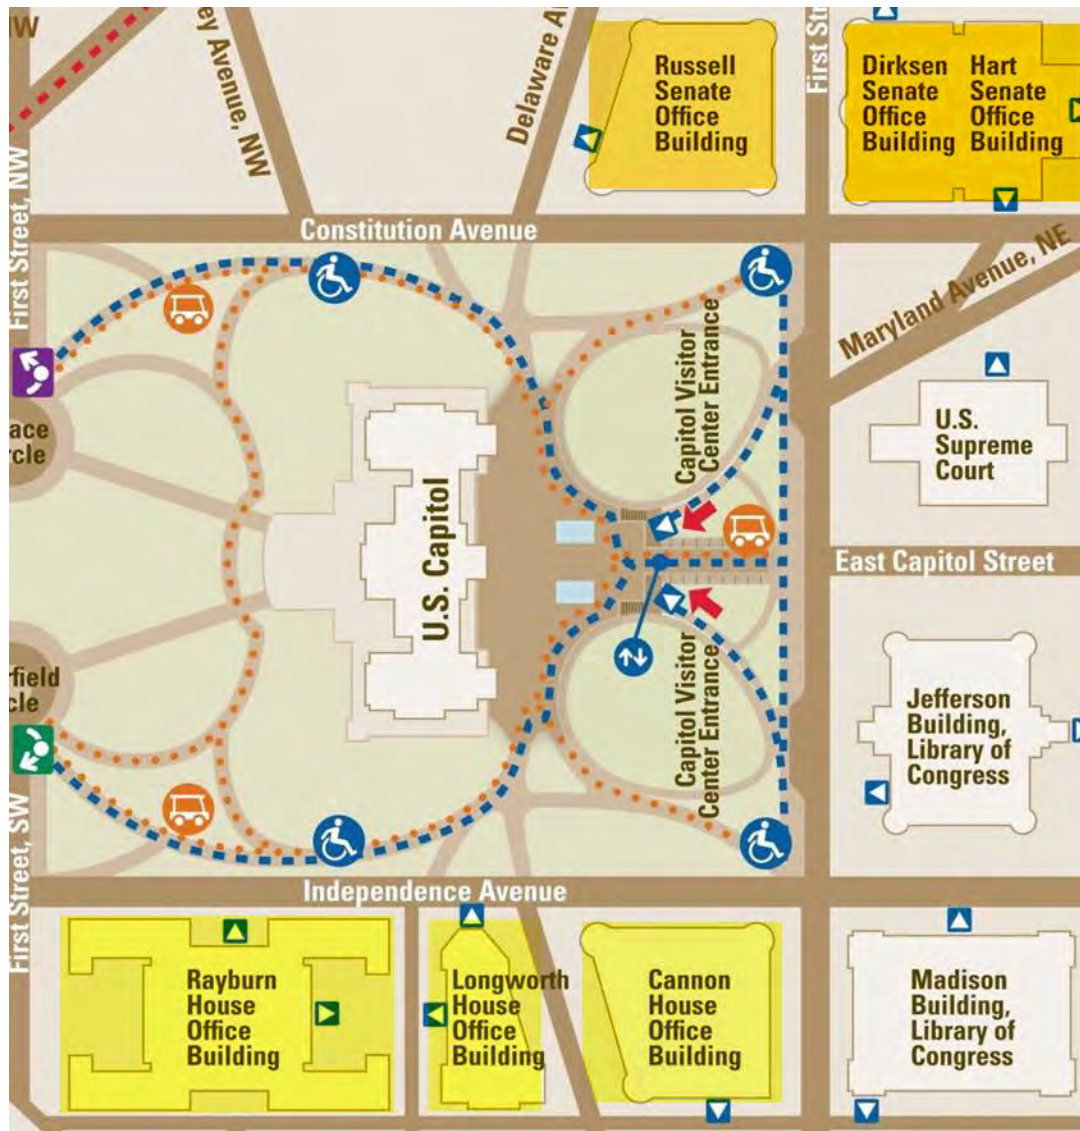 IW
ey Avenue, NW
Delaware A
Russell
Senate
Office
Building
First St
Dirksen
Senate
Office
Building
Hart
Senate
Office
Building
First Street, NW
Constitution Avenue
Maryland Avenue, NE
Capitol Visitor
Center Entrance
U.S.
Supreme
Court
ace
rcle
U.S. Capitol
East Capitol Street
Capitol Visitor
Center Entrance
Jefferson
Building,
Library of
Congress
rfield
cle
First Street, SW
Independence Avenue
Rayburn
House
Office
Building
Longworth
House
Office
Building
Cannon
House
Office
Building
Madison
Building,
Library of
Congress